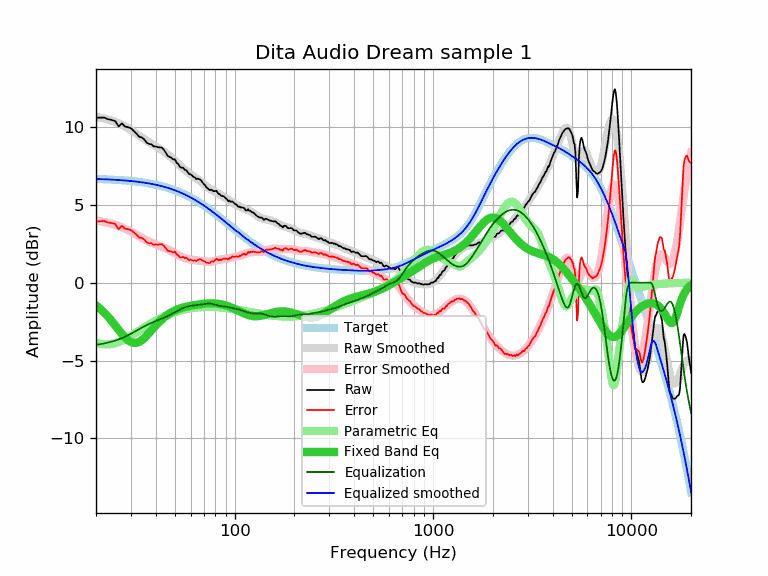 Dita Audio Dream sample 1
Amplitude (dBr)
10
5
0
−5
−10
Target
Raw Smoothed
Error Smoothed
Raw
Error
Parametric Eq
Fixed Band Eq
Equalization
Equalized smoothed
100
1000
10000
Frequency (Hz)